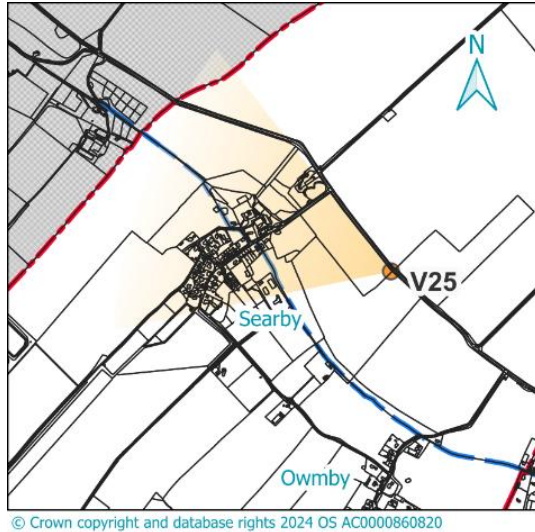 N
V25
Searby
Owmby
© Crown copyright and database rights 2024 OS AC0000860820